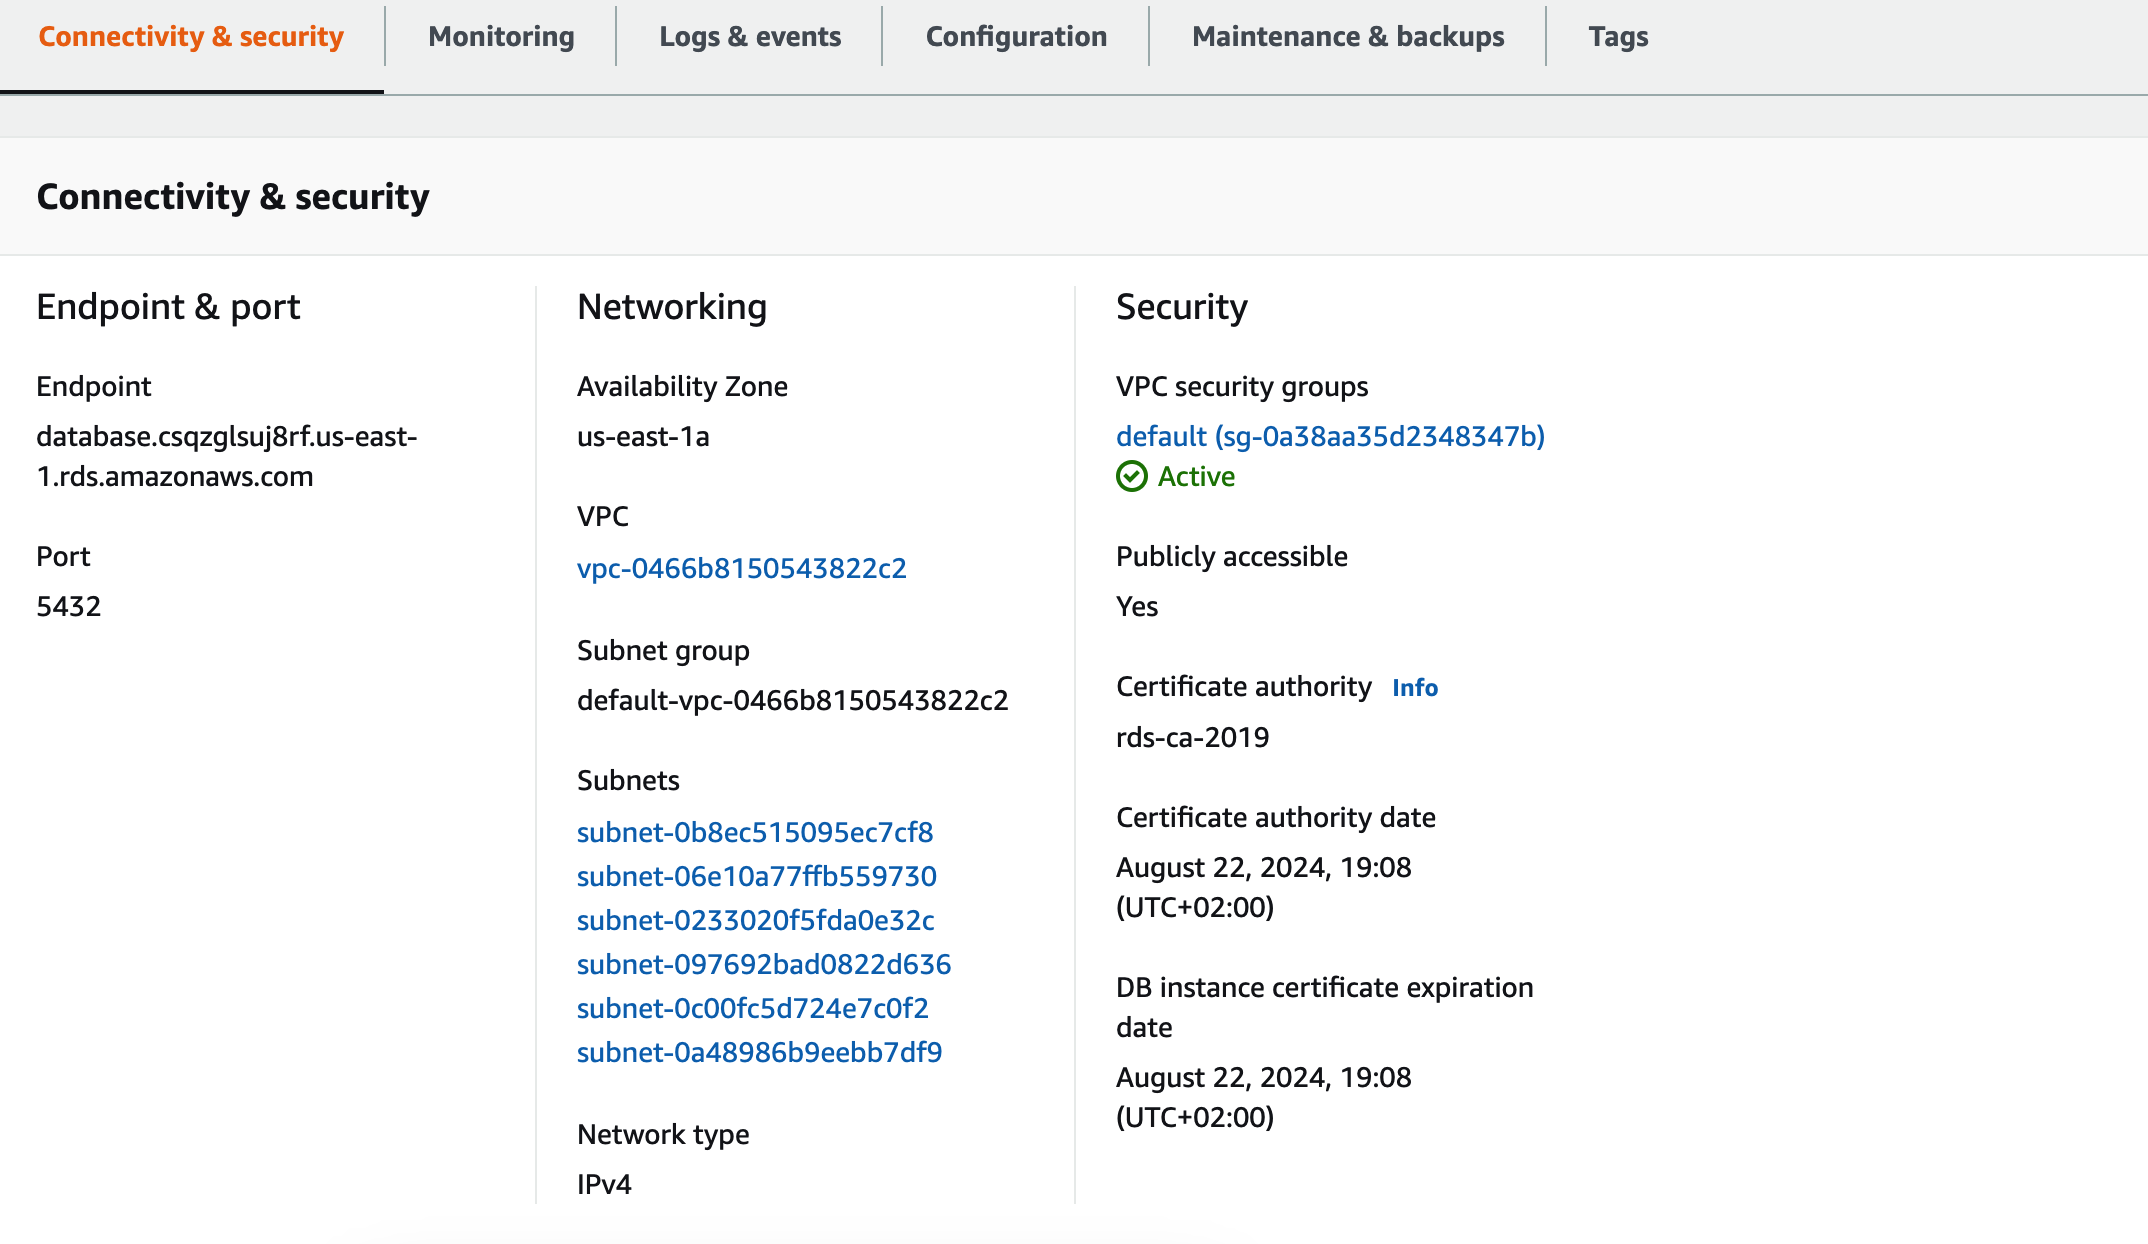 Connectivity & security
Monitoring
Logs & events
Configuration
Maintenance & backups
Tags
Connectivity & security
Endpoint & port
Endpoint
database.csqzglsuj8rf.us-east-
1.rds.amazonaws.com
Port
5432
Networking
Availability Zone
us-east-1a
VPC
vpc-0466b8150543822c2
Subnet group
default-vpc-0466b8150543822c2
Subnets
subnet-0b8ec515095ec7cf8
subnet-06e10a77ffb559730
subnet-0233020f5fda0e32c
subnet-097692bad0822d636
subnet-0c00fc5d724e7c0f2
subnet-0a48986b9eebb7df9
Network type
IPv4
Security
VPC security groups
default (sg-0a38aa35d2348347b)
Active
Publicly accessible
Yes
Certificate authority Info
rds-ca-2019
Certificate authority date
August 22, 2024, 19:08
(UTC+02:00)
DB instance certificate expiration
date
August 22, 2024, 19:08
(UTC+02:00)